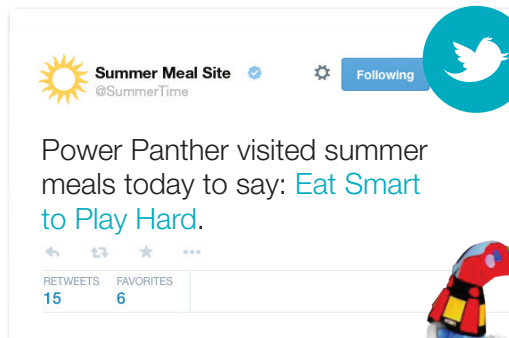 Summer Meal Site
@SummerTime
Following
Power Panther visited summer
meals today to say: Eat Smart
to Play Hard.
RETWEETS FAVORITES
15 6